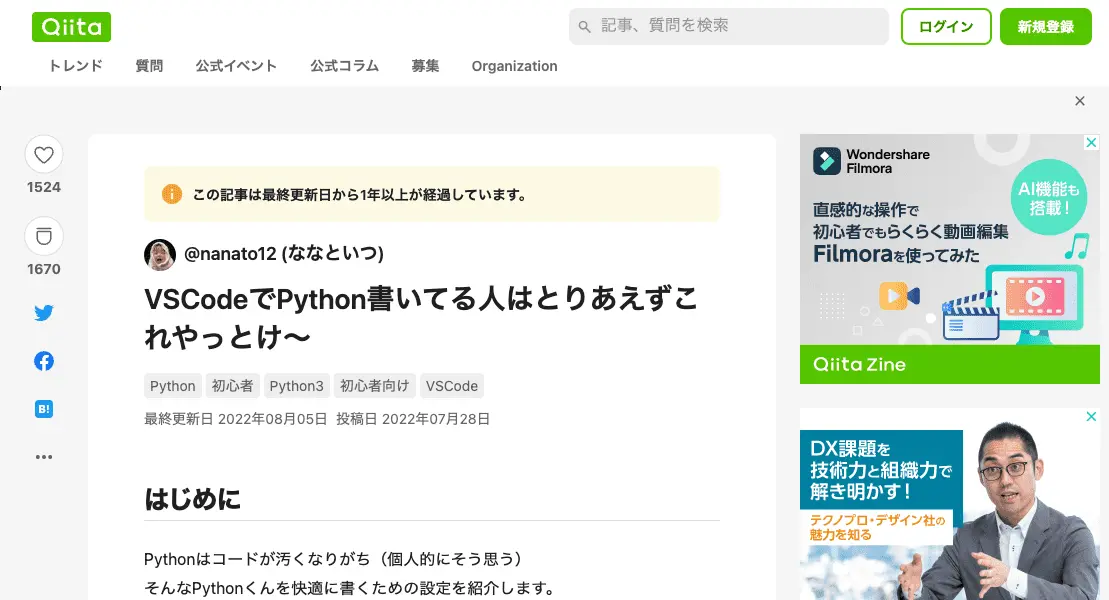 Qiita
記事、質問を検索
ログイン
新規登録
トレンド 質問 公式イベント 公式コラム 募集 Organization
1524
1670
B!
この記事は最終更新日から1年以上が経過しています。
@nanato12 (ななといつ)
VSCodeでPython書いてる人はとりあえずこ
れやっとけ〜
Python 初心者 Python3 初心者向け VSCode
最終更新日 2022年08月05日 投稿日 2022年07月28日
はじめに
Pythonはコードが汚くなりがち（個人的にそう思う）
そんなPythonくんを快適に書くための設定を紹介します。
Wondershare
Filmora
AI機能も
搭載！
直感的な操作で
初心者でもらくらく動画編集
Filmoraを使ってみた
Qiita Zine
DX課題を
技術力と組織力で
解き明かす！
テクノプロ・デザイン社の
魅力を知る